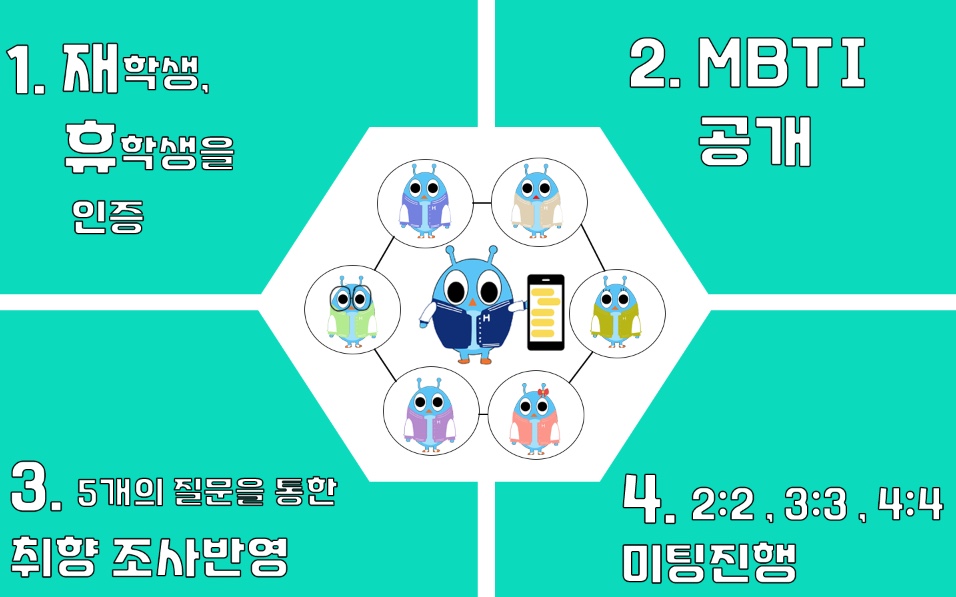 1. 재학생,
휴학생을
인증
2. MBTI
공개
H
H
H
H
H
H
3. 5개의 질문을 통한
취향 조사반영
4. 2:2 , 3:3 , 4:4
미팅진행